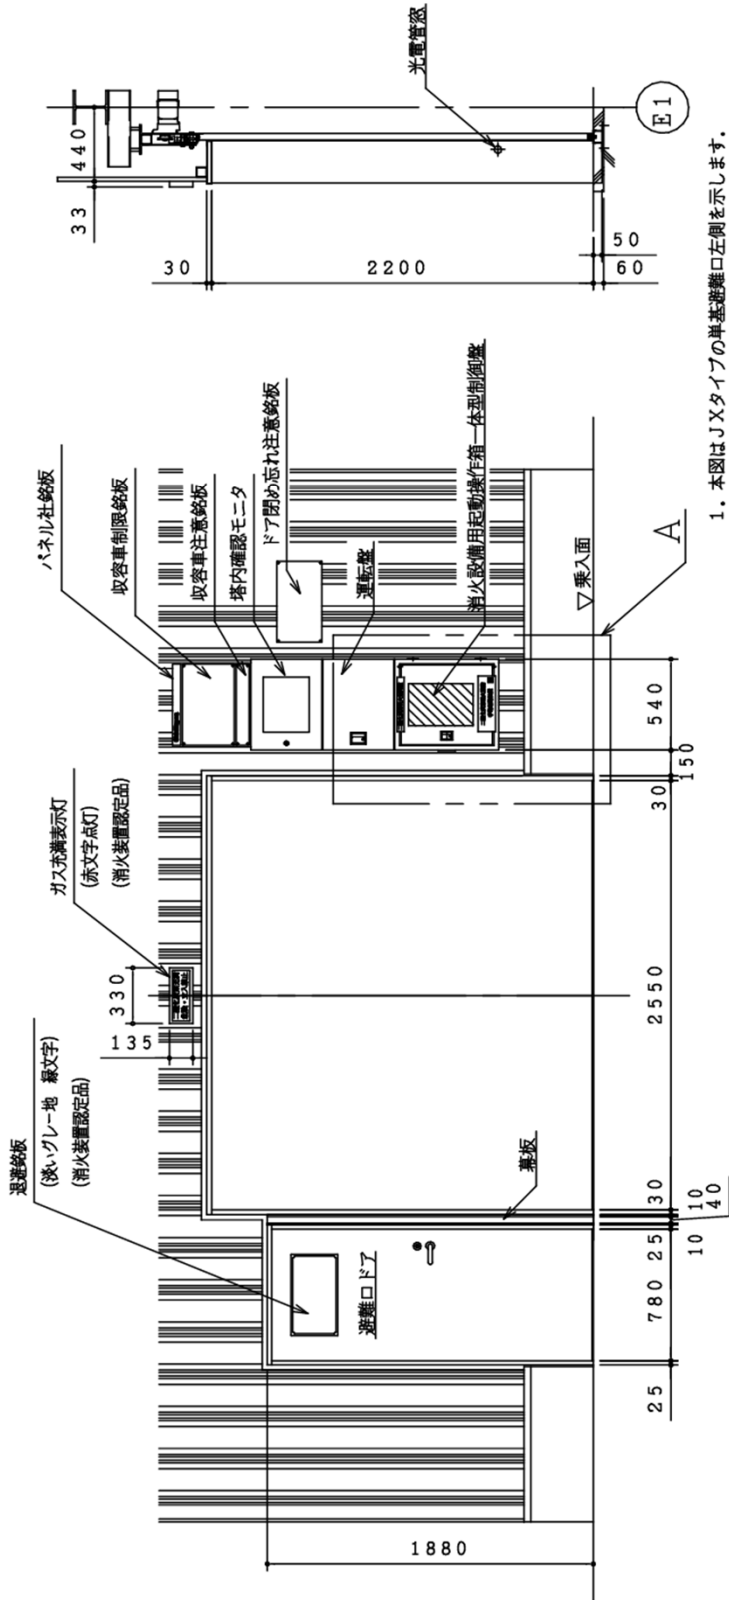 退避銘板
(淡いグレー地 緑文字)
(消火装置認定品)
ガス充満表示灯
(赤文字点灯)
(消火装置認定品)
パネル社銘板
収容車制限銘板
収容車注意銘板
塔内確認モニタ
ドア閉め忘れ注意銘板
運転盤
消火設備用起動操作箱一体型制御盤
避難口ドア
幕板
▽乗入面
A
135
330
1880
25
780
25
10
10
40
30
2550
30
150
540
光電管窓
33
440
30
2200
50
60
E1
1. 本図はJXタイプの単基避難口左側を示します.